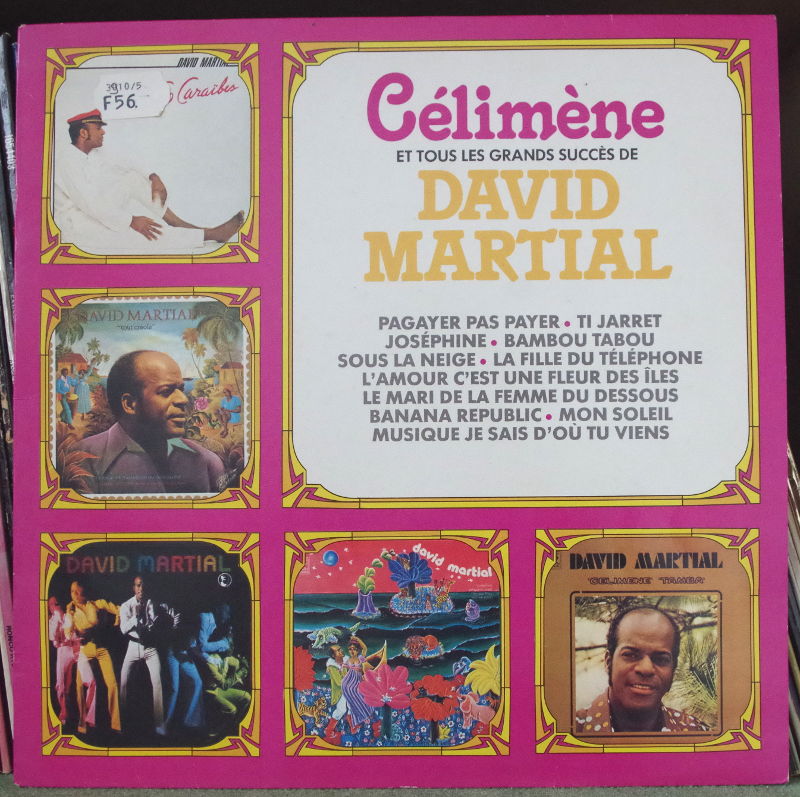 DAVID MARTIAL
3910/5
F56.
Caraïbes
Célimène
ET TOUS LES GRANDS SUCCÈS DE
DAVID
MARTIAL
PAGAYER PAS PAYER • TI JARRET
JOSÉPHINE • BAMBOU TABOU
SOUS LA NEIGE • LA FILLE DU TÉLÉPHONE
L'AMOUR C'EST UNE FLEUR DES ÎLES
LE MARI DE LA FEMME DU DESSOUS
BANANA REPUBLIC • MON SOLEIL
MUSIQUE JE SAIS D'OÙ TU VIENS
DAVID MARTIAL
"tout créole"
DAVID MARTIAL
david martial
DAVID MARTIAL
"CELIMENE" "TAMBA"